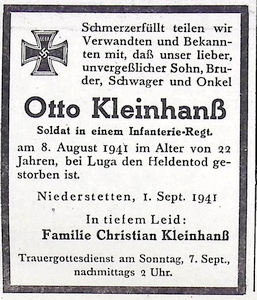 Schmerzerfüllt teilen wir
Verwandten und Bekann-
ten mit, daß unser lieber,
unvergeßlicher Sohn, Bru-
der, Schwager und Onkel
Otto Kleinhanß
Soldat in einem Infanterie-Regt.
am 8. August 1941 im Alter von 22
Jahren, bei Luga den Heldentod ge-
storben ist.
Niederstetten, 1. Sept. 1941
In tiefem Leid:
Familie Christian Kleinhanß
Trauergottesdienst am Sonntag, 7. Sept.,
nachmittags 2 Uhr.